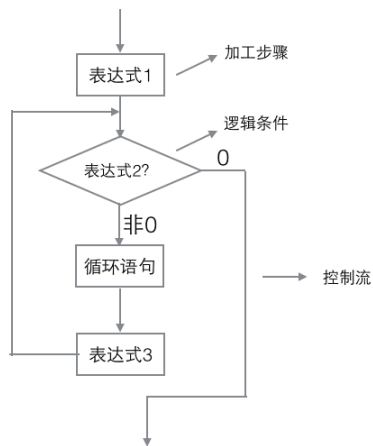 表达式1
加工步骤
逻辑条件
表达式2?
0
非0
循环语句
控制流
表达式3